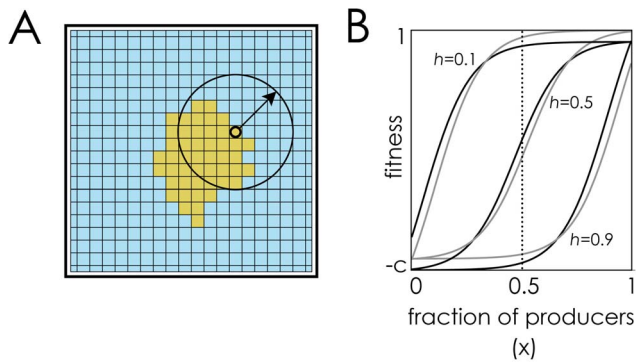 A
B
1
h=0.1
h=0.5
h=0.9
fitness
-C
0
0.5
1
fraction of producers
(x)